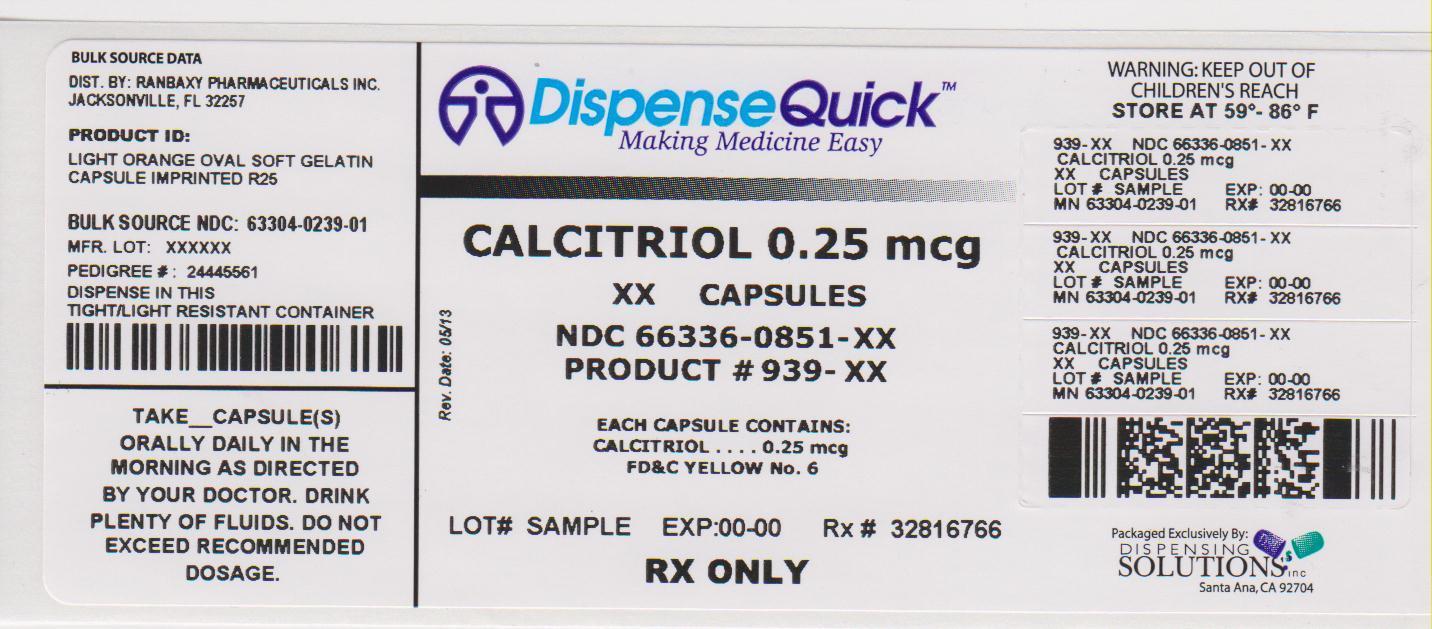 BULK SOURCE DATA
DIST. BY: RANBAXY PHARMACEUTICALS INC.
JACKSONVILLE, FL 32257
PRODUCT ID:
LIGHT ORANGE OVAL SOFT GELATIN
CAPSULE IMPRINTED R25
BULK SOURCE NDC: 63304-0239-01
MFR. LOT: XXXXXX
PEDIGREE #: 24445561
DISPENSE IN THIS
TIGHT/LIGHT RESISTANT CONTAINER
TAKE__CAPSULE(S)
ORALLY DAILY IN THE
MORNING AS DIRECTED
BY YOUR DOCTOR. DRINK
PLENTY OF FLUIDS. DO NOT
EXCEED RECOMMENDED
DOSAGE.
Rev. Date: 05/13
DispenseQuick™
Making Medicine Easy
CALCITRIOL 0.25 mcg
XX CAPSULES
NDC 66336-0851-XX
PRODUCT # 939-XX
EACH CAPSULE CONTAINS:
CALCITRIOL .... 0.25 mcg
FD&C YELLOW No. 6
LOT# SAMPLE EXP:00-00 Rx # 32816766
RX ONLY
WARNING: KEEP OUT OF
CHILDREN'S REACH
STORE AT 59°- 86° F
939-XX NDC 66336-0851-XX
CALCITRIOL 0.25 mcg
XX CAPSULES
LOT # SAMPLE EXP: 00-00
MN 63304-0239-01 RX# 32816766
939-XX NDC 66336-0851-XX
CALCITRIOL 0.25 mcg
XX CAPSULES
LOT # SAMPLE EXP: 00-00
MN 63304-0239-01 RX# 32816766
939-XX NDC 66336-0851-XX
CALCITRIOL 0.25 mcg
XX CAPSULES
LOT # SAMPLE EXP: 00-00
MN 63304-0239-01 RX# 32816766
Packaged Exclusively By:
DISPENSING
SOLUTIONS inc
Santa Ana, CA 92704